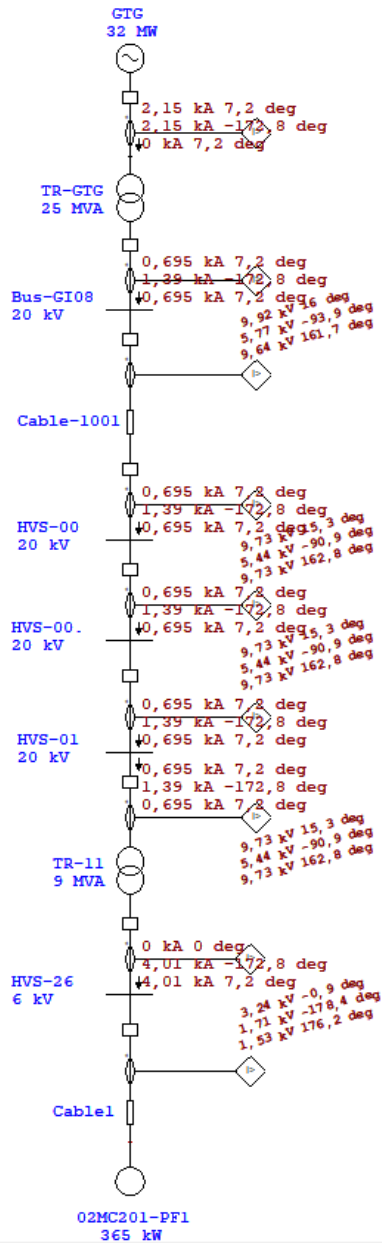 GTG
32 MW
2,15 kA 7,2 deg
2,15 kA -172,8 deg
0 kA 7,2 deg
TR-GTG
25 MVA
0,695 kA 7,2 deg
1,39 kA -172,8 deg
0,695 kA 7,2 deg
Bus-GI08
20 kV
9,92 kV 16 deg
5,77 kV -93,9 deg
9,64 kV 161,7 deg
Cable-1001
0,695 kA 7,2 deg
1,39 kA -172,8 deg
0,695 kA 7,2 deg
HVS-00
20 kV
9,73 kV 15,3 deg
5,44 kV -90,9 deg
9,73 kV 162,8 deg
0,695 kA 7,2 deg
1,39 kA -172,8 deg
0,695 kA 7,2 deg
HVS-00.
20 kV
9,73 kV 15,3 deg
5,44 kV -90,9 deg
9,73 kV 162,8 deg
0,695 kA 7,2 deg
1,39 kA -172,8 deg
0,695 kA 7,2 deg
HVS-01
20 kV
0,695 kA 7,2 deg
1,39 kA -172,8 deg
0,695 kA 7,2 deg
9,73 kV 15,3 deg
5,44 kV -90,9 deg
9,73 kV 162,8 deg
TR-11
9 MVA
0 kA 0 deg
4,01 kA -172,8 deg
4,01 kA 7,2 deg
HVS-26
6 kV
3,24 kV -0,9 deg
1,71 kV -178,4 deg
1,53 kV 176,2 deg
Cable1
02MC201-PF1
365 kW